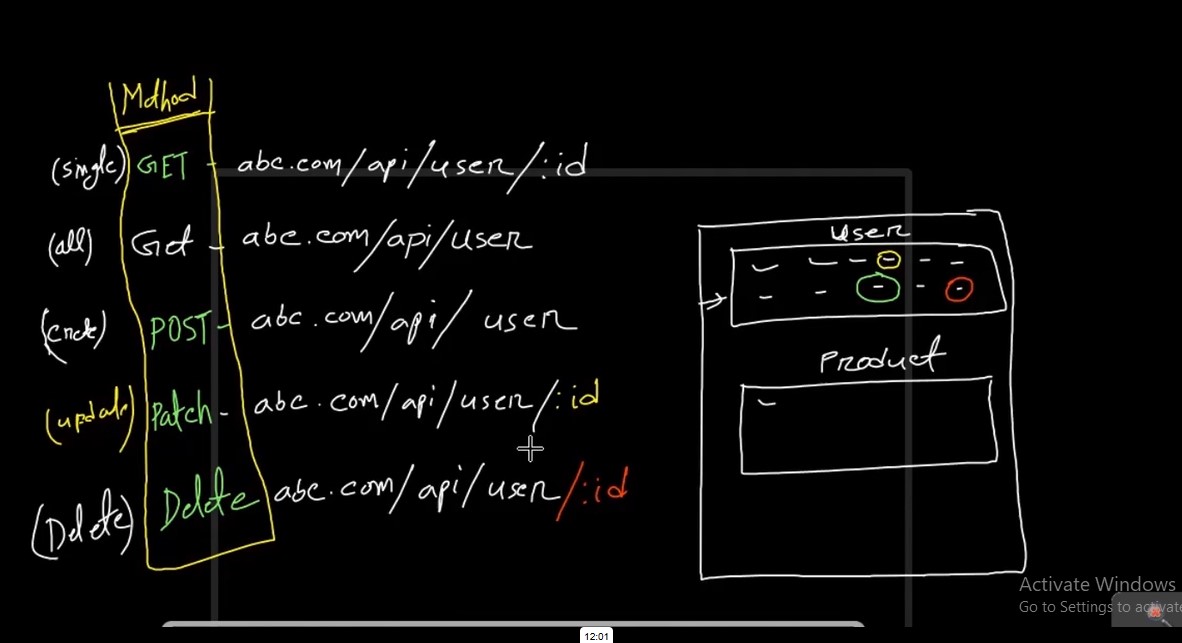 Method
(single) GET - abc.com/api/user/:id
(all) Get - abc.com/api/user
POST - abc.com/api/ user
(update) Patch - abc.com/api/user/:id
(Delete) Delete abc.com/api/user/:id
user
Product
Activate Windows
Go to Settings to activate
12:01